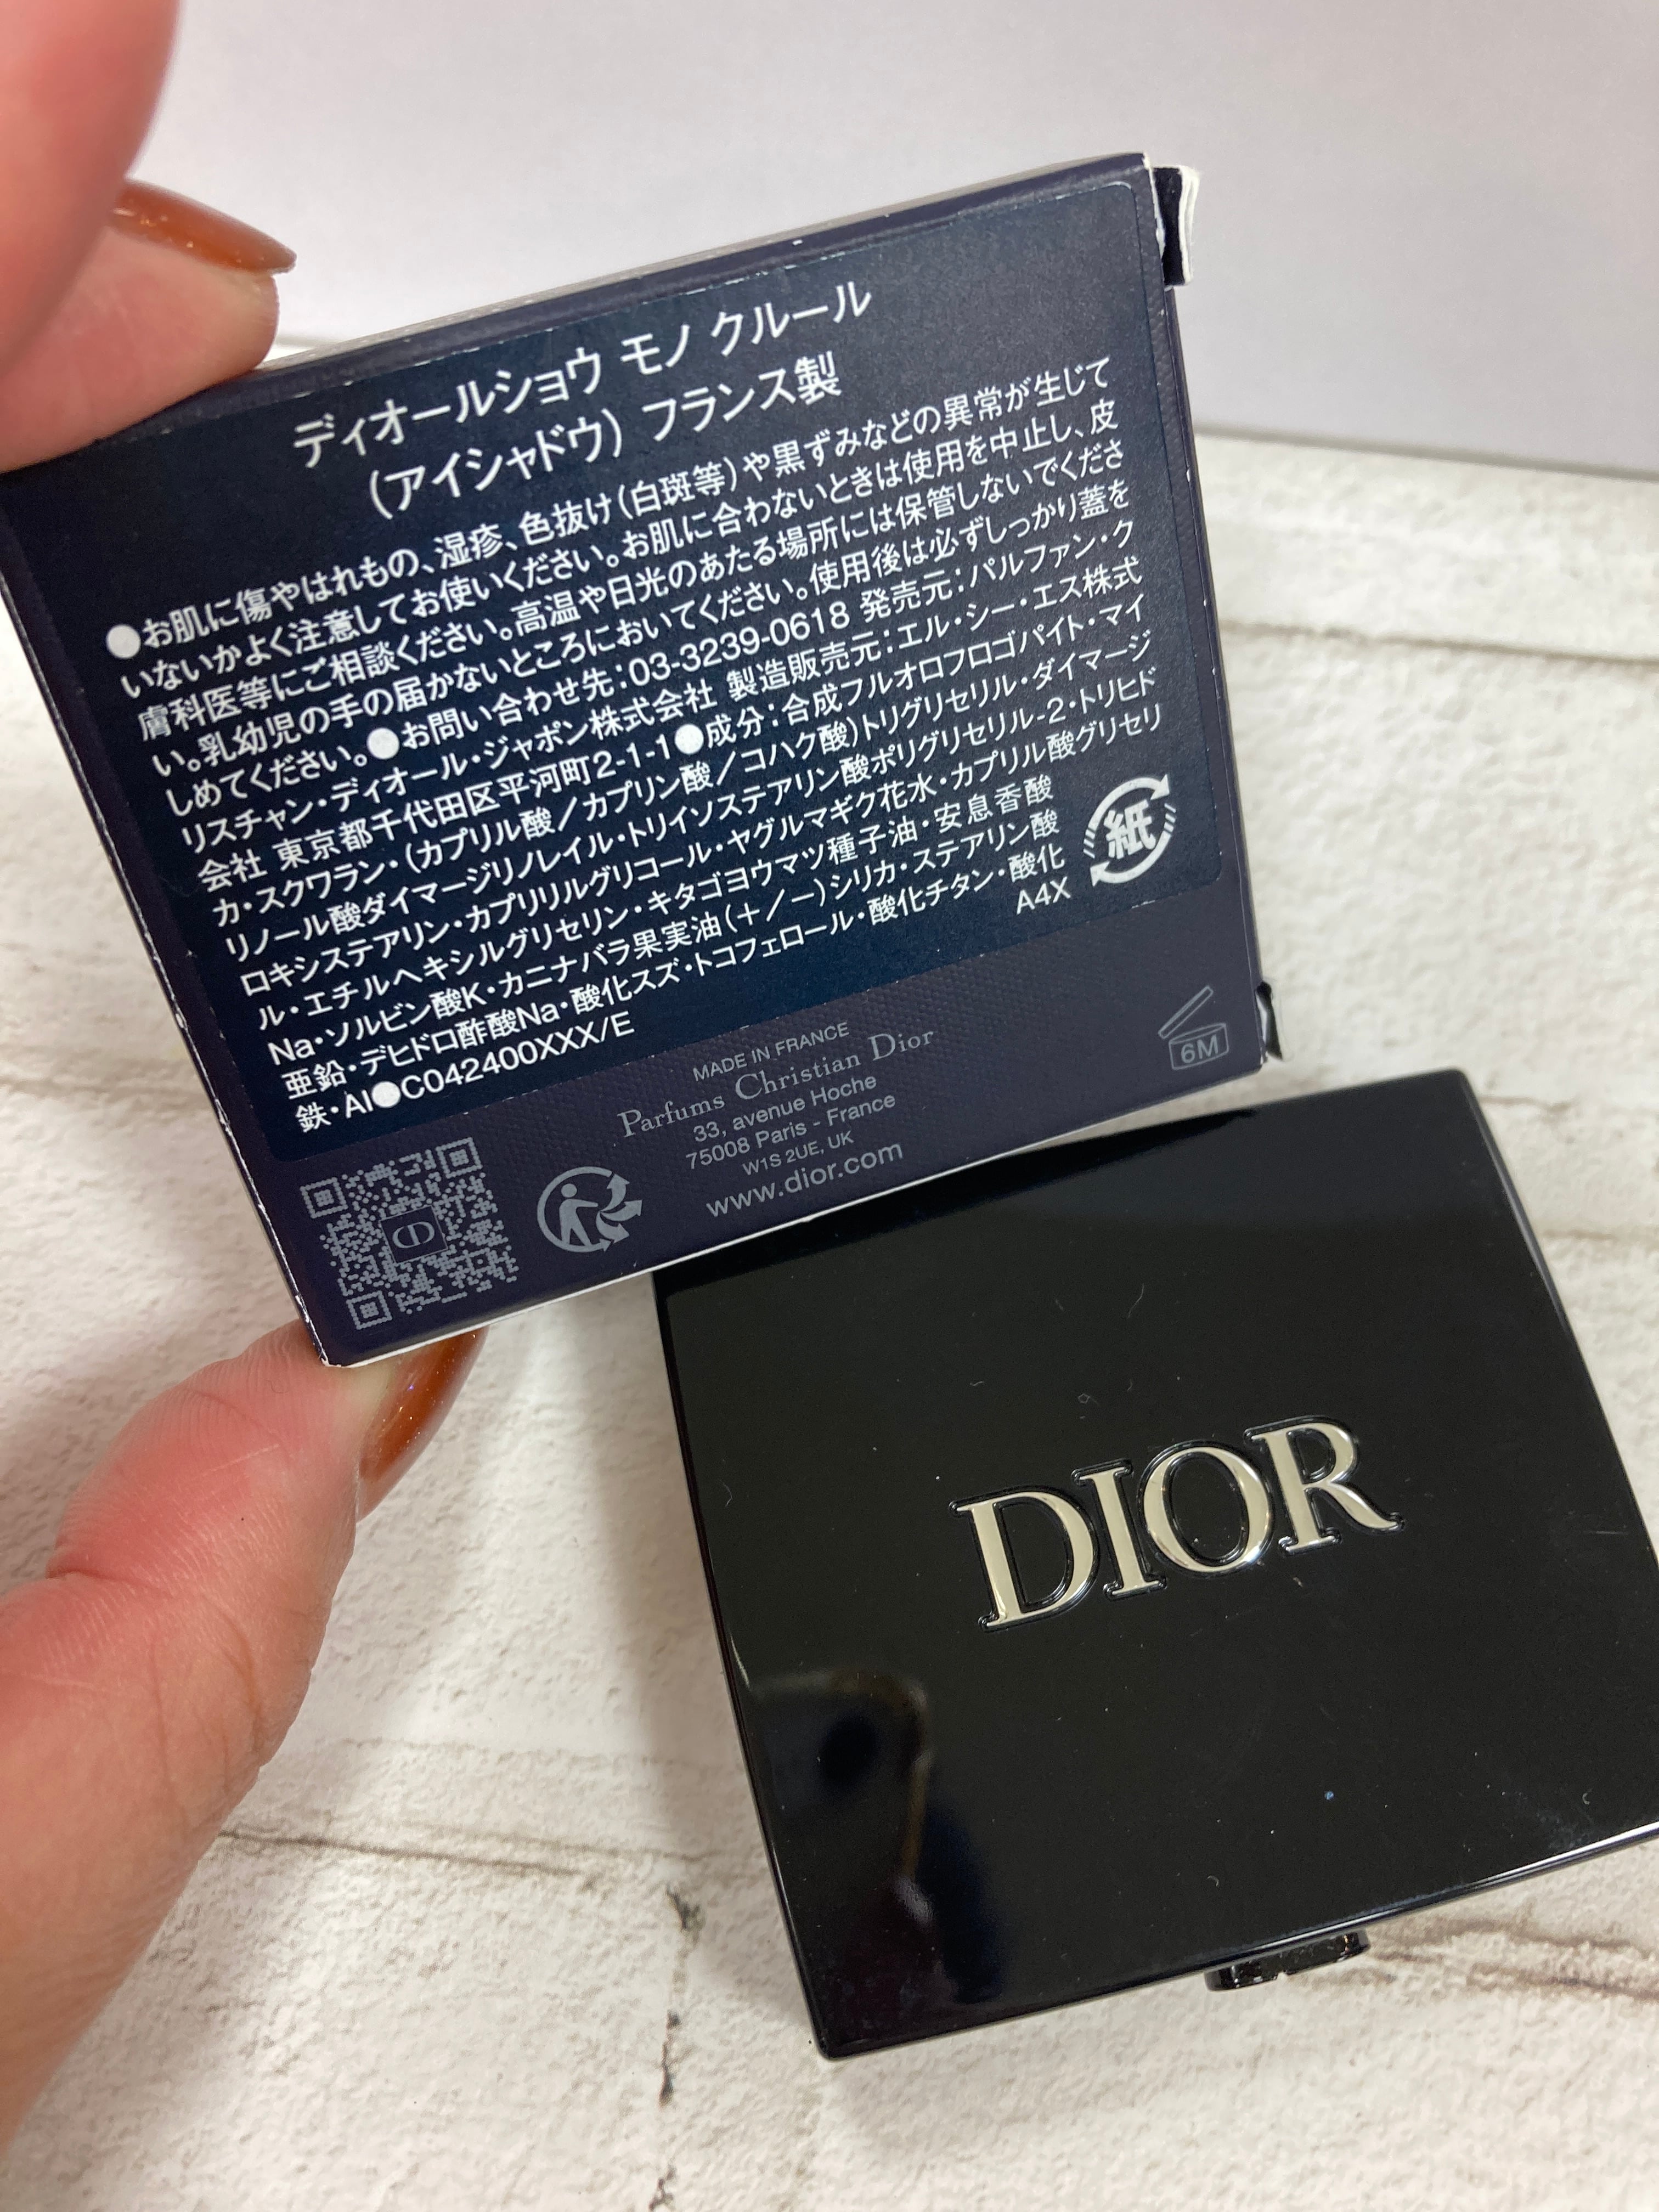 ディオールショウ モノ クルール
(アイシャドウ) フランス製
●お肌に傷やはれもの、湿疹、色抜け(白斑等)や黒ずみなどの異常が生じて
いないかよく注意してお使いください。お肌に合わないときは使用を中止し、皮
膚科医等にご相談ください。高温や日光のあたる場所には保管しないでくださ
い。乳幼児の手の届かないところにおいてください。使用後は必ずしっかり蓋を
しめてください。●お問い合わせ先:03-3239-0618 発売元:パルファン・ク
リスチャン・ディオール・ジャポン株式会社 製造販売元:エル・シー・エス株式
会社 東京都千代田区平河町2-1-1●成分:合成フルオロフロゴパイト・マイ
カ・スクワラン・(カプリル酸/カプリン酸/コハク酸)トリグリセリル・ダイマージ
リノール酸ダイマージリノレイル・トリイソステアリン酸ポリグリセリル-2・トリヒド
ロキシステアリン・カプリリルグリコール・ヤグルマギク花水・カプリル酸グリセリ
ル・エチルヘキシルグリセリン・キタゴヨウマツ種子油・安息香酸
Na・ソルビン酸K・カニナバラ果実油(+/-)シリカ・ステアリン酸
亜鉛・デヒドロ酢酸Na・酸化スズ・トコフェロール・酸化チタン・酸化
鉄・Al●C042400XXX/E
A4X
紙
MADE IN FRANCE
Parfums Christian Dior
33, avenue Hoche
75008 Paris - France
W1S 2UE, UK
www.dior.com
6M
CD
DIOR